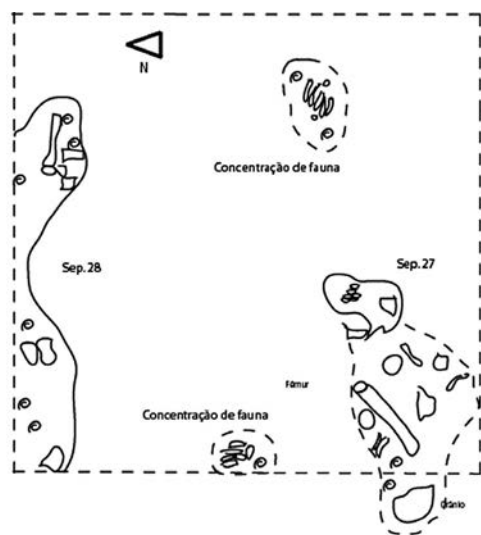 N
Concentração de fauna
Sep. 28
Sep. 27
Fêmur
Concentração de fauna
Crânio